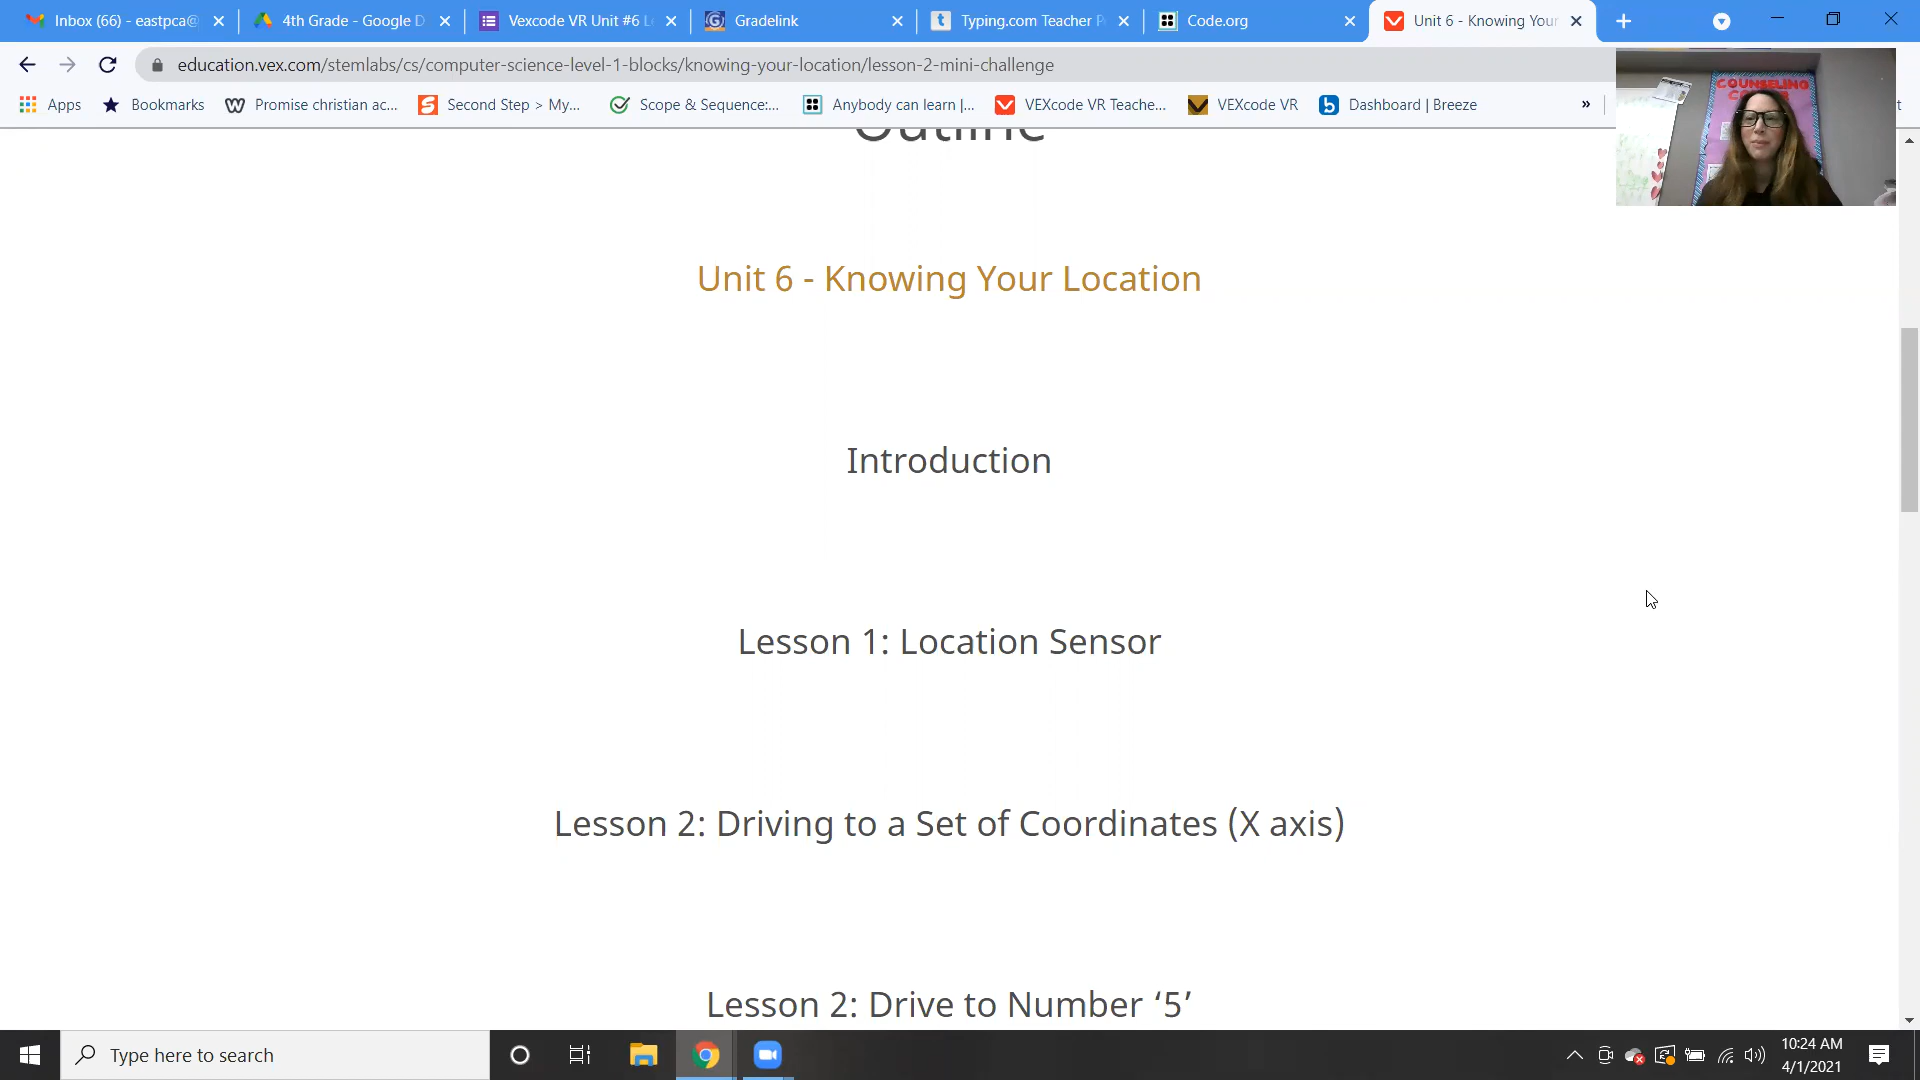 Inbox (66) - eastpca@
4th Grade - Google D
Vexcode VR Unit #6 L
Gradelink
Typing.com Teacher P
Code.org
Unit 6 - Knowing Your
education.vex.com/stemlabs/cs/computer-science-level-1-blocks/knowing-your-location/lesson-2-mini-challenge
Apps
Bookmarks
Promise christian ac...
Second Step > My...
Scope & Sequence:...
Anybody can learn |...
VEXcode VR Teache...
VEXcode VR
Dashboard | Breeze
»
COUNSELING
Outline
Unit 6 - Knowing Your Location
Introduction
Lesson 1: Location Sensor
Lesson 2: Driving to a Set of Coordinates (X axis)
Lesson 2: Drive to Number ‘5’
Type here to search
10:24 AM
4/1/2021